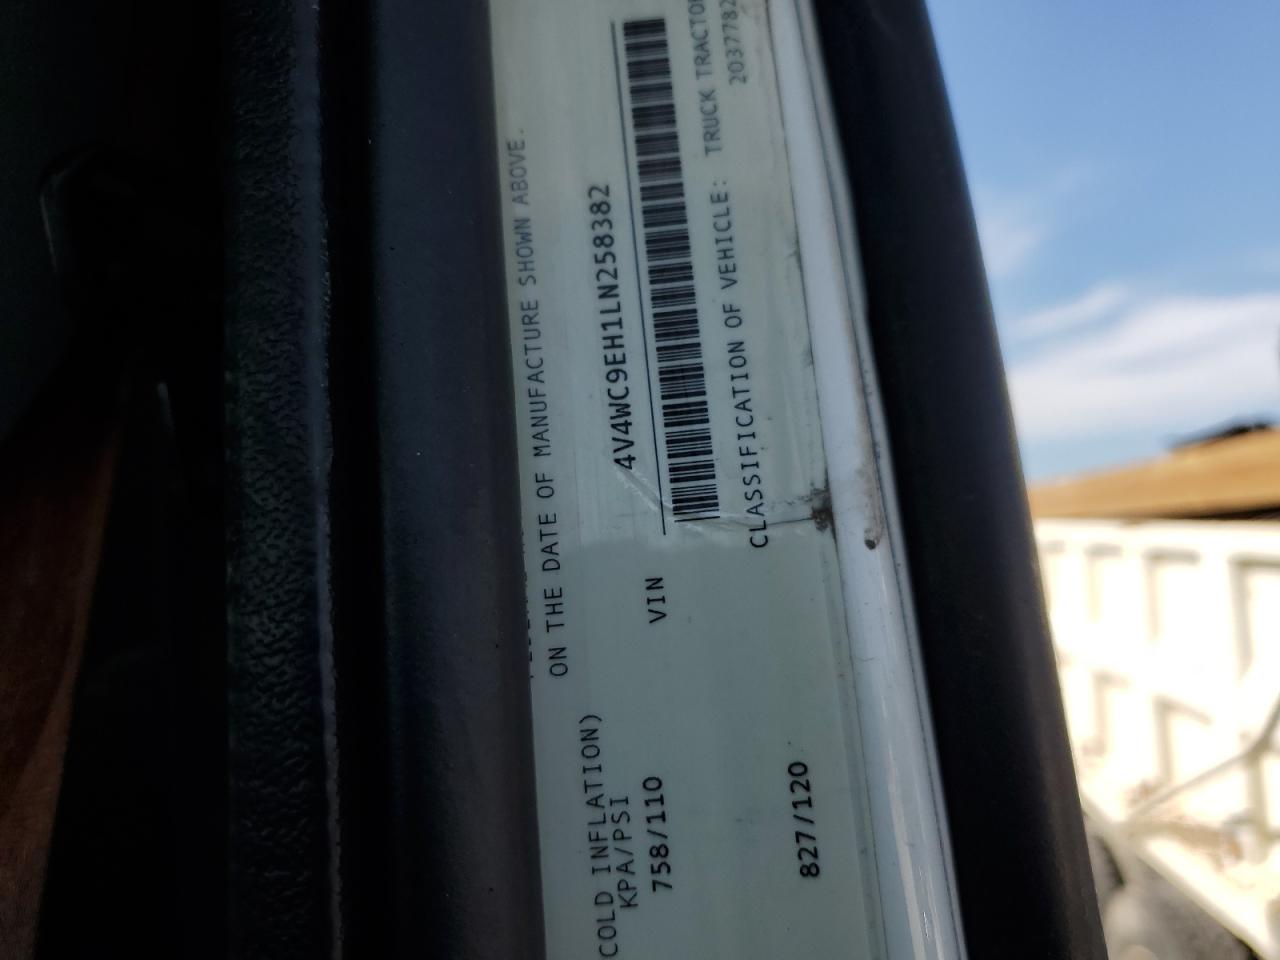 ON THE DATE OF MANUFACTURE SHOWN ABOVE.
COLD INFLATION)
KPA/PSI
758/110
827/120
4V4WC9EH1LN258382
VIN
CLASSIFICATION OF VEHICLE: TRUCK TRACTOR
2037782